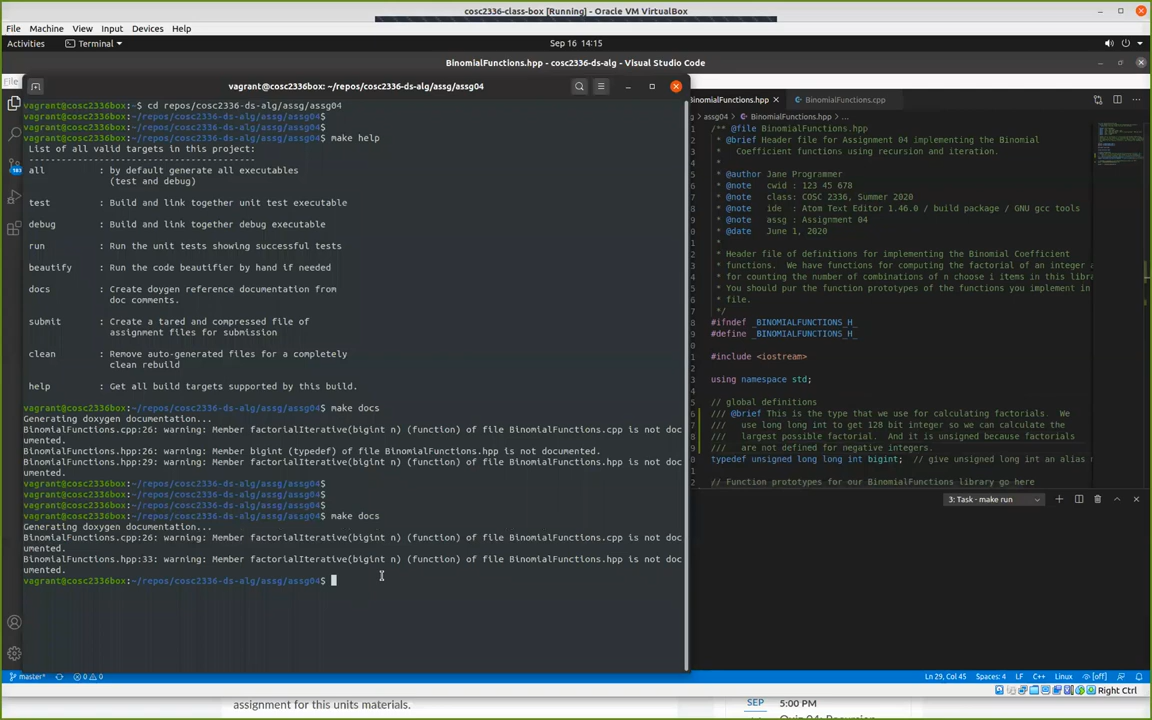 cosc2336-class-box [Running] - Oracle VM VirtualBox
File Machine View Input Devices Help
Activities Terminal Sep 16 14:15
BinomialFunctions.hpp - cosc2336-ds-alg - Visual Studio Code
File
vagrant@cosc2336box: ~/repos/cosc2336-ds-alg/assg/assg04
vagrant@cosc2336box:~$ cd repos/cosc2336-ds-alg/assg/assg04
vagrant@cosc2336box:~/repos/cosc2336-ds-alg/assg/assg04$
vagrant@cosc2336box:~/repos/cosc2336-ds-alg/assg/assg04$
vagrant@cosc2336box:~/repos/cosc2336-ds-alg/assg/assg04$ make help
List of all valid targets in this project:
------------------------------------------
all : by default generate all executables
(test and debug)
test : Build and link together unit test executable
debug : Build and link together debug executable
run : Run the unit tests showing successful tests
beautify : Run the code beautifier by hand if needed
docs : Create doygen reference documentation from
doc comments.
submit : Create a tared and compressed file of
assignment files for submission
clean : Remove auto-generated files for a completely
clean rebuild
help : Get all build targets supported by this build.
vagrant@cosc2336box:~/repos/cosc2336-ds-alg/assg/assg04$ make docs
Generating doxygen documentation...
BinomialFunctions.cpp:26: warning: Member factorialIterative(bigint n) (function) of file BinomialFunctions.cpp is not doc
umented.
BinomialFunctions.hpp:26: warning: Member bigint (typedef) of file BinomialFunctions.hpp is not documented.
BinomialFunctions.hpp:29: warning: Member factorialIterative(bigint n) (function) of file BinomialFunctions.hpp is not doc
umented.
vagrant@cosc2336box:~/repos/cosc2336-ds-alg/assg/assg04$
vagrant@cosc2336box:~/repos/cosc2336-ds-alg/assg/assg04$
vagrant@cosc2336box:~/repos/cosc2336-ds-alg/assg/assg04$
vagrant@cosc2336box:~/repos/cosc2336-ds-alg/assg/assg04$ make docs
Generating doxygen documentation...
BinomialFunctions.cpp:26: warning: Member factorialIterative(bigint n) (function) of file BinomialFunctions.cpp is not doc
umented.
BinomialFunctions.hpp:33: warning: Member factorialIterative(bigint n) (function) of file BinomialFunctions.hpp is not doc
umented.
vagrant@cosc2336box:~/repos/cosc2336-ds-alg/assg/assg04$
BinomialFunctions.hpp BinomialFunctions.cpp
assg04 > BinomialFunctions.hpp > ...
/** @file BinomialFunctions.hpp
* @brief Header file for Assignment 04 implementing the Binomial
* Coefficient functions using recursion and iteration.
*
* @author Jane Programmer
* @note cwid : 123 45 678
* @note class: COSC 2336, Summer 2020
* @note ide : Atom Text Editor 1.46.0 / build package / GNU gcc tools
* @note assg : Assignment 04
* @date June 1, 2020
*
* Header file of definitions for implementing the Binomial Coefficient
* functions. We have functions for computing the factorial of an integer a
* for counting the number of combinations of n choose i items in this libra
* You should pur the function prototypes of the functions you implement in
* file.
*/
#ifndef _BINOMIALFUNCTIONS_H_
#define _BINOMIALFUNCTIONS_H_
#include <iostream>
using namespace std;
// global definitions
/// @brief This is the type that we use for calculating factorials. We
/// use long long int to get 128 bit integer so we can calculate the
/// largest possible factorial. And it is unsigned because factorials
/// are not defined for negative integers.
typedef unsigned long long int bigint; // give unsigned long int an alias n
// Function prototypes for our BinomialFunctions library go here
3: Task - make run
master* 0 0
Ln 29, Col 45 Spaces: 4 LF C++ Linux [off]
Right Ctrl
assignment for this units materials.
SEP 5:00 PM